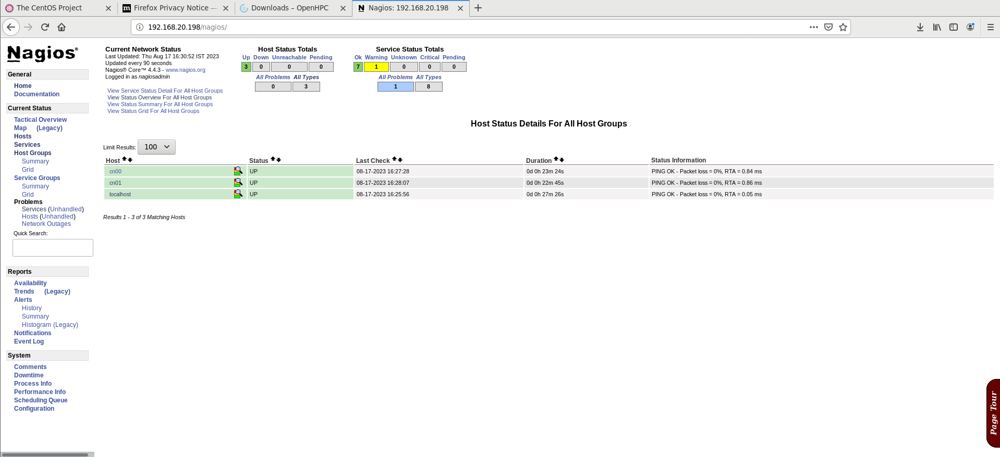 The CentOS Project
Firefox Privacy Notice —
Downloads – OpenHPC
Nagios: 192.168.20.198
192.168.20.198/nagios/
Nagios®
General
Home
Documentation
Current Status
Tactical Overview
Map (Legacy)
Hosts
Services
Host Groups
Summary
Grid
Service Groups
Summary
Grid
Problems
Services (Unhandled)
Hosts (Unhandled)
Network Outages
Quick Search:
Reports
Availability
Trends (Legacy)
Alerts
History
Summary
Histogram (Legacy)
Notifications
Event Log
System
Comments
Downtime
Process Info
Performance Info
Scheduling Queue
Configuration
Current Network Status
Last Updated: Thu Aug 17 16:30:52 IST 2023
Updated every 90 seconds
Nagios® Core™ 4.4.3 - www.nagios.org
Logged in as nagiosadmin
View Service Status Detail For All Host Groups
View Status Overview For All Host Groups
View Status Summary For All Host Groups
View Status Grid For All Host Groups
Host Status Totals
Up Down Unreachable Pending
3 0 0 0
All Problems All Types
0 3
Service Status Totals
Ok Warning Unknown Critical Pending
7 1 0 0 0
All Problems All Types
1 8
Host Status Details For All Host Groups
Limit Results: 100
Host Status Last Check Duration Status Information
cn00 UP 08-17-2023 16:27:28 0d 0h 23m 24s PING OK - Packet loss = 0%, RTA = 0.84 ms
cn01 UP 08-17-2023 16:28:07 0d 0h 22m 45s PING OK - Packet loss = 0%, RTA = 0.86 ms
localhost UP 08-17-2023 16:25:56 0d 0h 27m 26s PING OK - Packet loss = 0%, RTA = 0.05 ms
Results 1 - 3 of 3 Matching Hosts
Page Tour